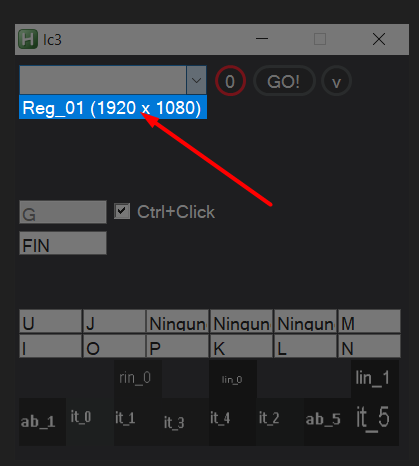 Ic3
0 GO! v
Reg_01 (1920 x 1080)
G Ctrl+Click
FIN
U J Ningun Ningun Ningun M
I O P K L N
rin_0 lin_0 lin_1
ab_1 it_0 it_1 it_3 it_4 it_2 ab_5 it_5